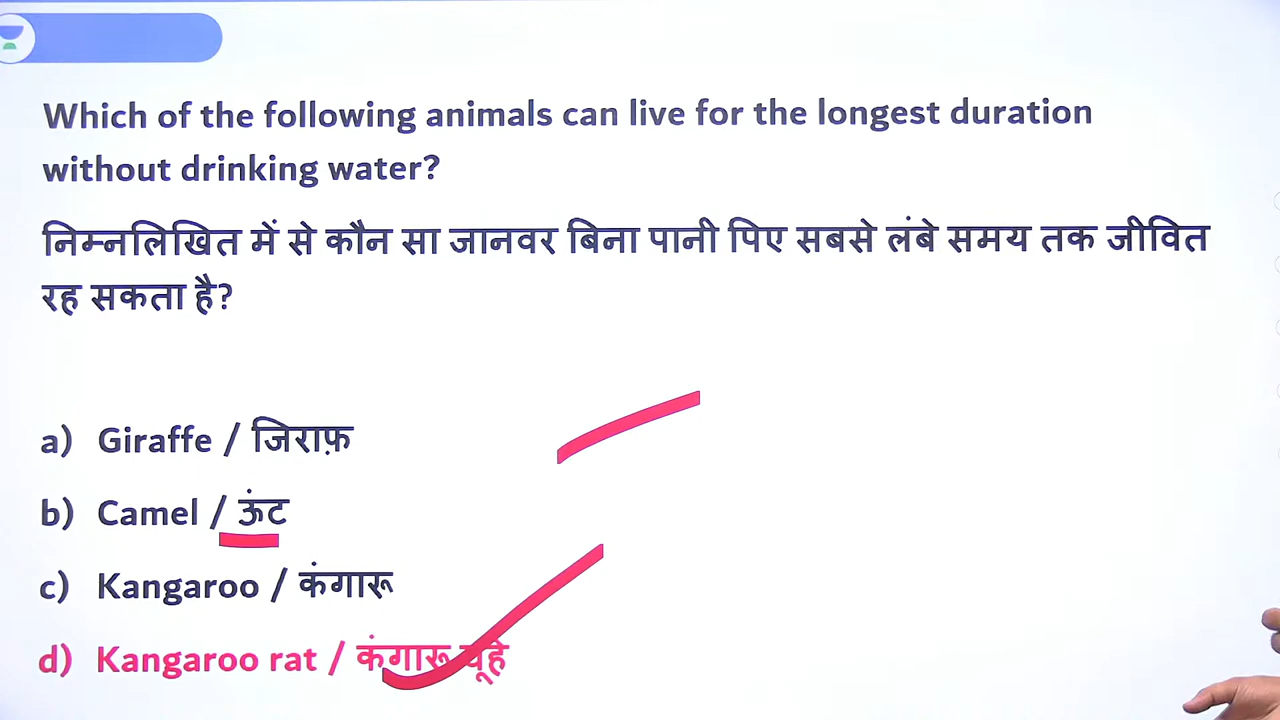 Which of the following animals can live for the longest duration
without drinking water?
निम्नलिखित में से कौन सा जानवर बिना पानी पिए सबसे लंबे समय तक जीवित
रह सकता है?
a) Giraffe / जिराफ़
b) Camel / ऊंट
c) Kangaroo / कंगारू
d) Kangaroo rat / कंगारू चूहे